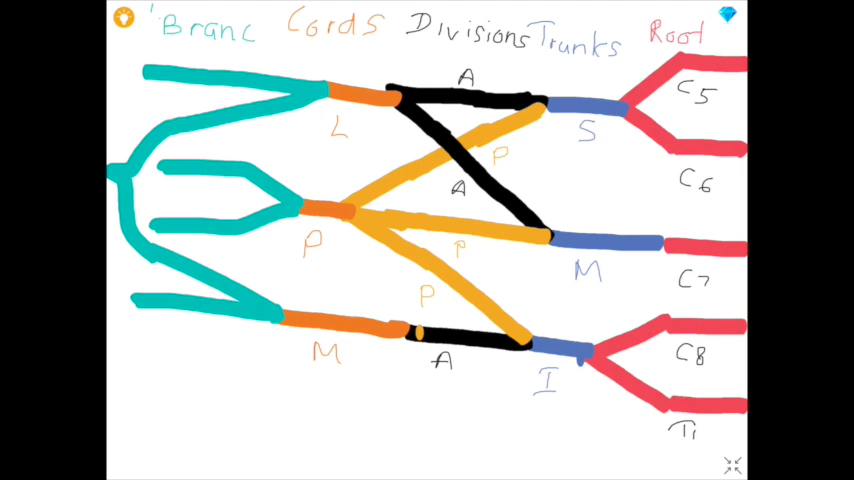 Branc Cords Divisions Trunks Root
A
C5
L
S
P
C6
A
P
P
M
C7
P
M
A
C8
I
T1